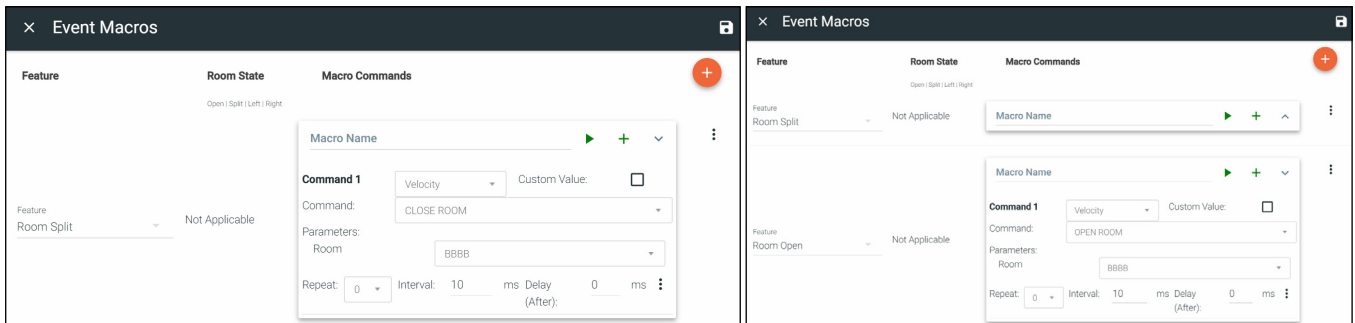 Event Macros
Feature Room State Macro Commands
Open | Split | Left | Right
Macro Name
Command 1 Velocity Custom Value:
Command: CLOSE ROOM
Feature
Room Split Not Applicable
Parameters:
Room BBBB
Repeat: 0 Interval: 10 ms Delay (After): 0 ms
Event Macros
Feature Room State Macro Commands
Open | Split | Left | Right
Feature
Room Split Not Applicable Macro Name
Macro Name
Command 1 Velocity Custom Value:
Command: OPEN ROOM
Feature
Room Open Not Applicable
Parameters:
Room BBBB
Repeat: 0 Interval: 10 ms Delay (After): 0 ms